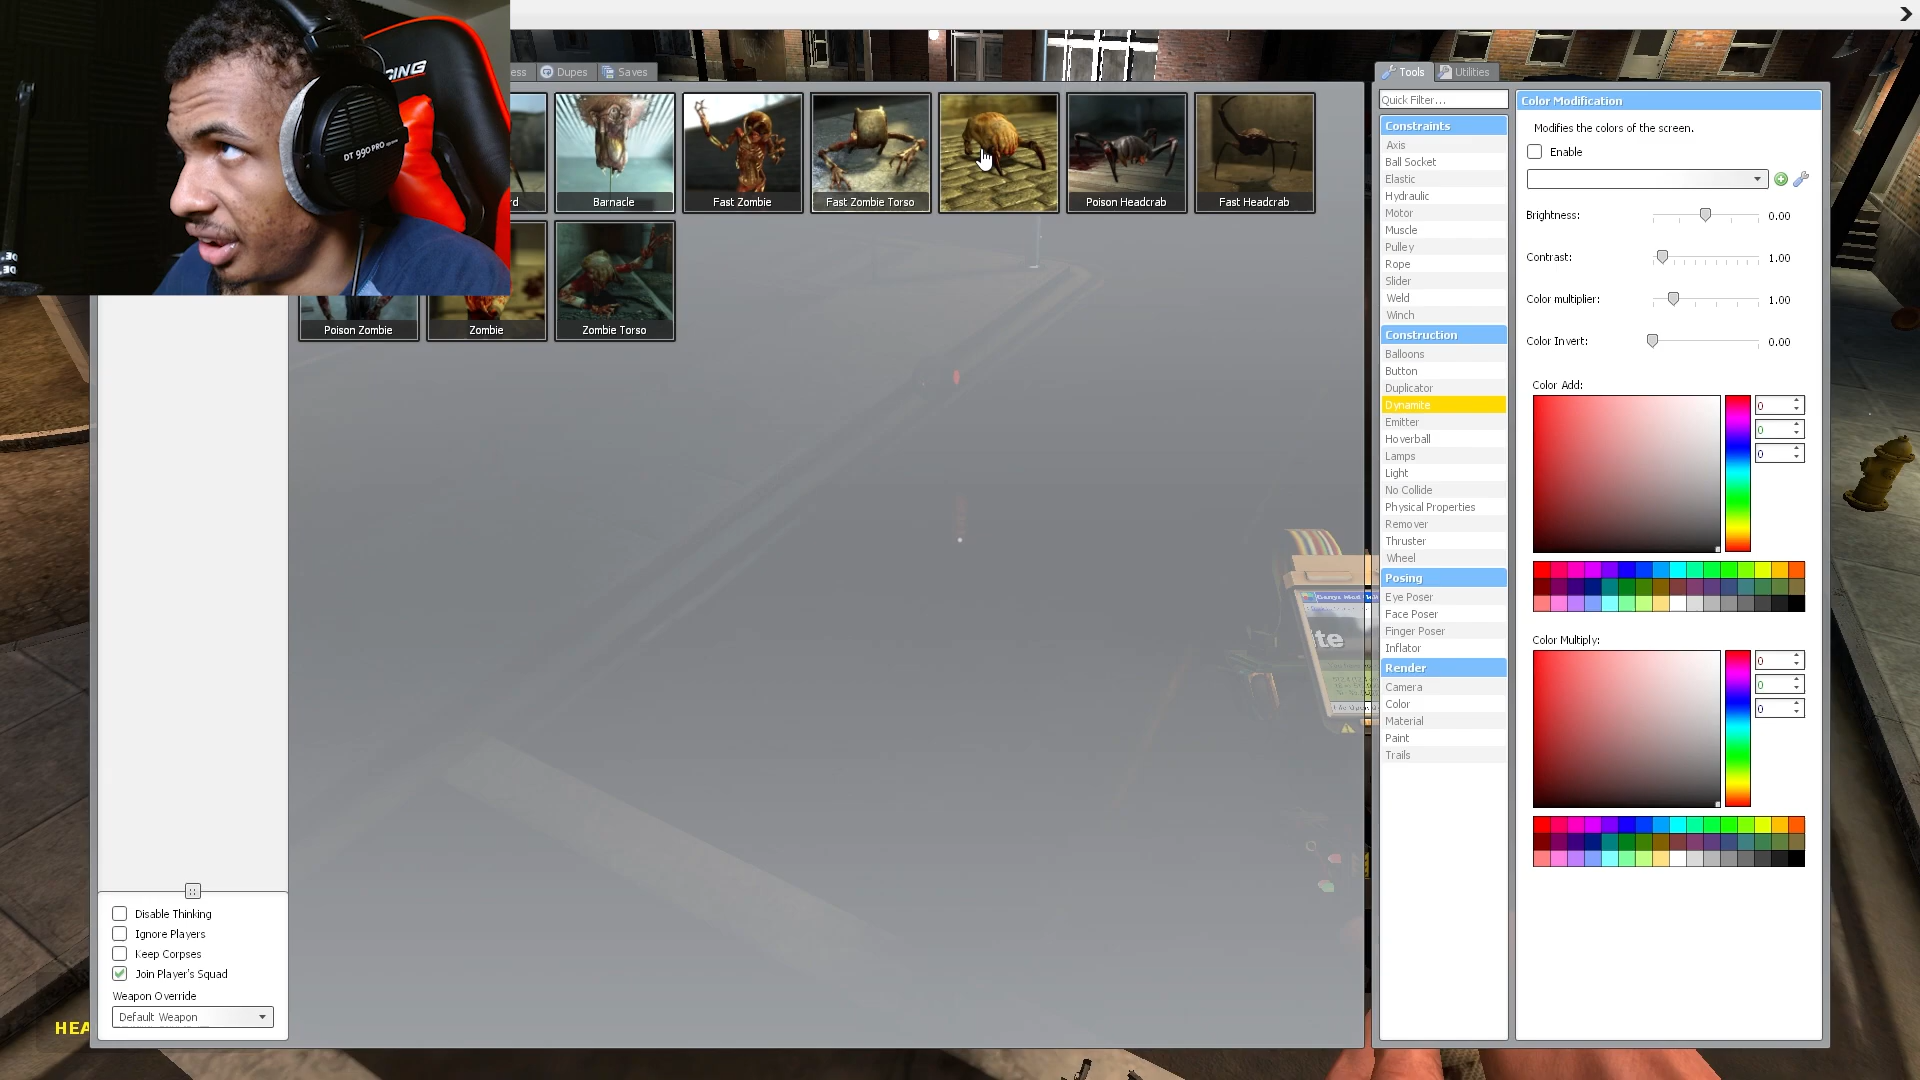 CING
DT 990 PRO
ess
Dupes
Saves
Tools
Utilities
rd
Barnacle
Fast Zombie
Fast Zombie Torso
Poison Headcrab
Fast Headcrab
Poison Zombie
Zombie
Zombie Torso
Quick Filter...
Constraints
Axis
Ball Socket
Elastic
Hydraulic
Motor
Muscle
Pulley
Rope
Slider
Weld
Winch
Construction
Balloons
Button
Duplicator
Dynamite
Emitter
Hoverball
Lamps
Light
No Collide
Physical Properties
Remover
Thruster
Wheel
Posing
Eye Poser
Face Poser
Finger Poser
Inflator
Render
Camera
Color
Material
Paint
Trails
Color Modification
Modifies the colors of the screen.
Enable
Brightness: 0.00
Contrast: 1.00
Color multiplier: 1.00
Color Invert: 0.00
Color Add:
0
0
0
Color Multiply:
0
0
0
ite
Disable Thinking
Ignore Players
Keep Corpses
Join Player's Squad
Weapon Override
Default Weapon
HEA